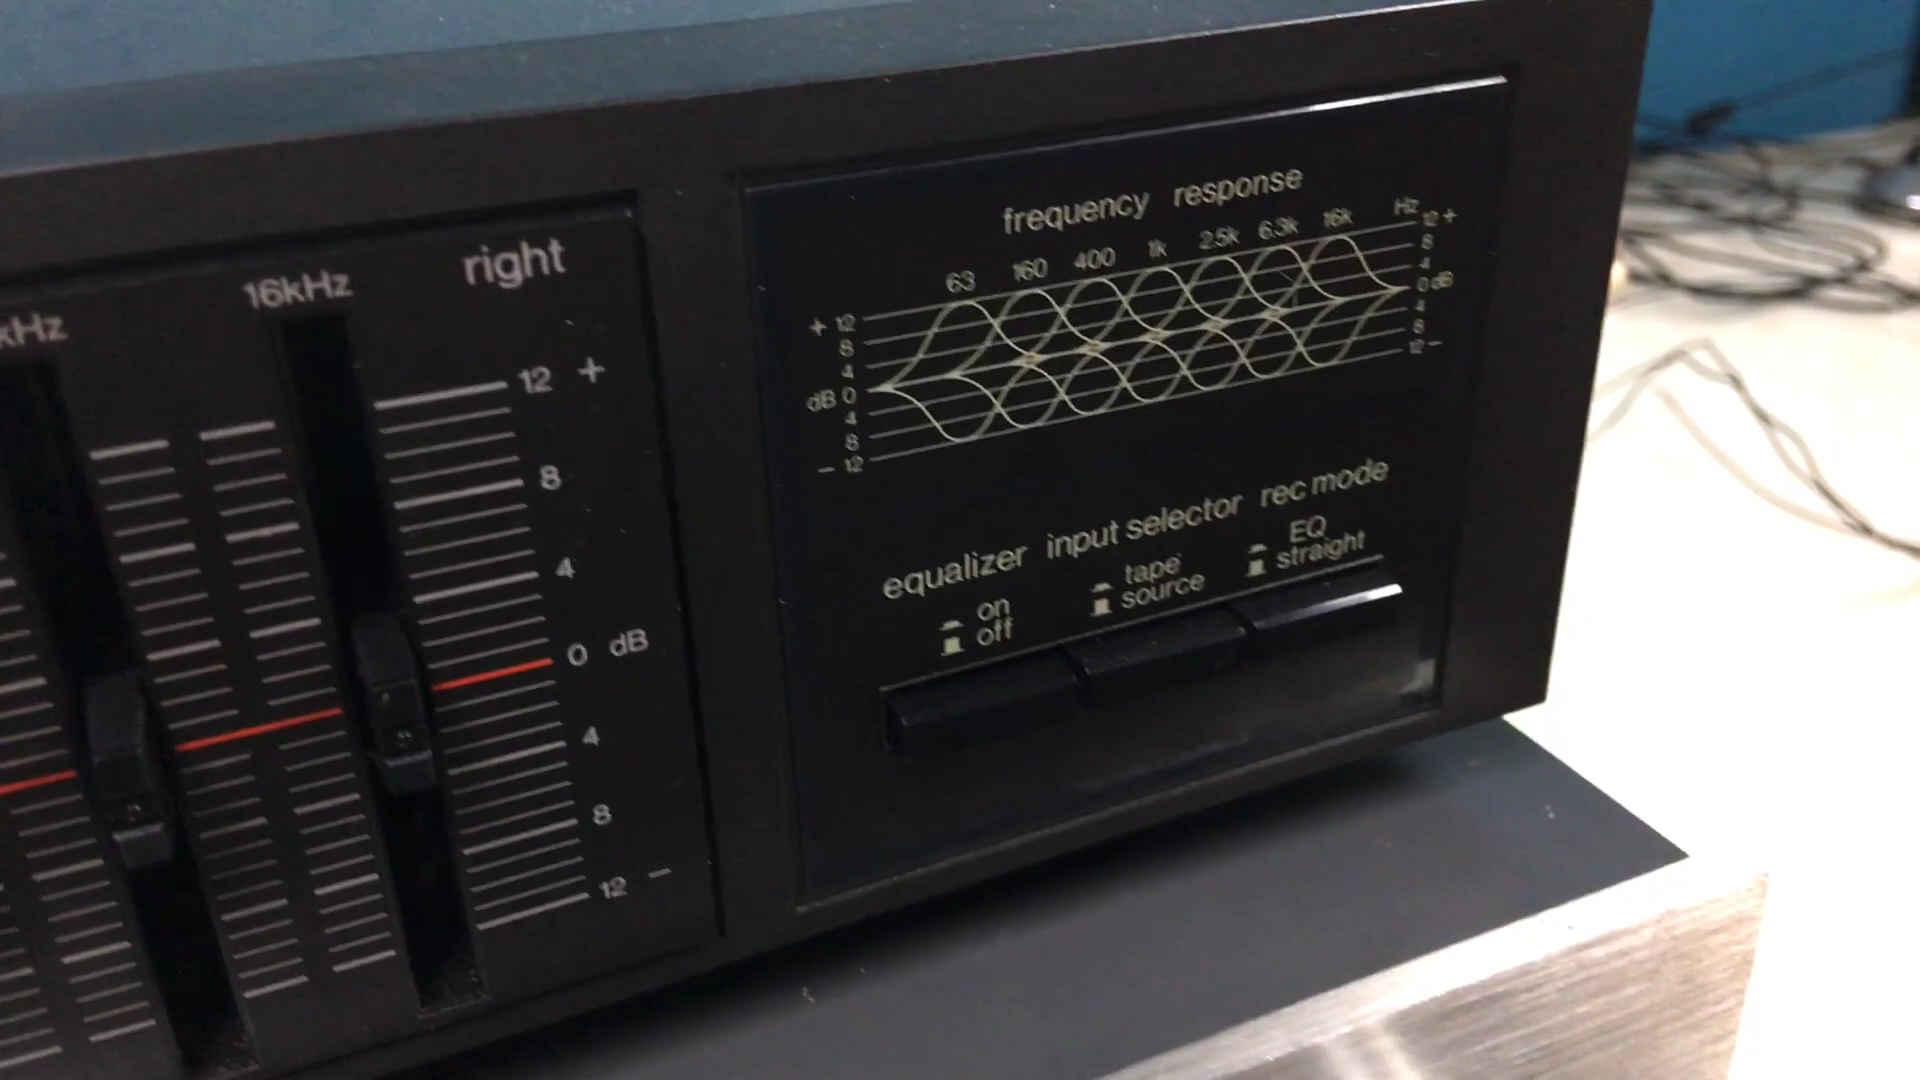 kHz
16kHz
right
12 +
8
4
0 dB
4
8
12 −
frequency response
63 160 400 1k 2.5k 6.3k 16k Hz
+ 12
8
4
dB 0
4
8
− 12
12 +
8
4
0 dB
4
8
12 −
equalizer input selector rec mode
on
off
tape
source
EQ
straight